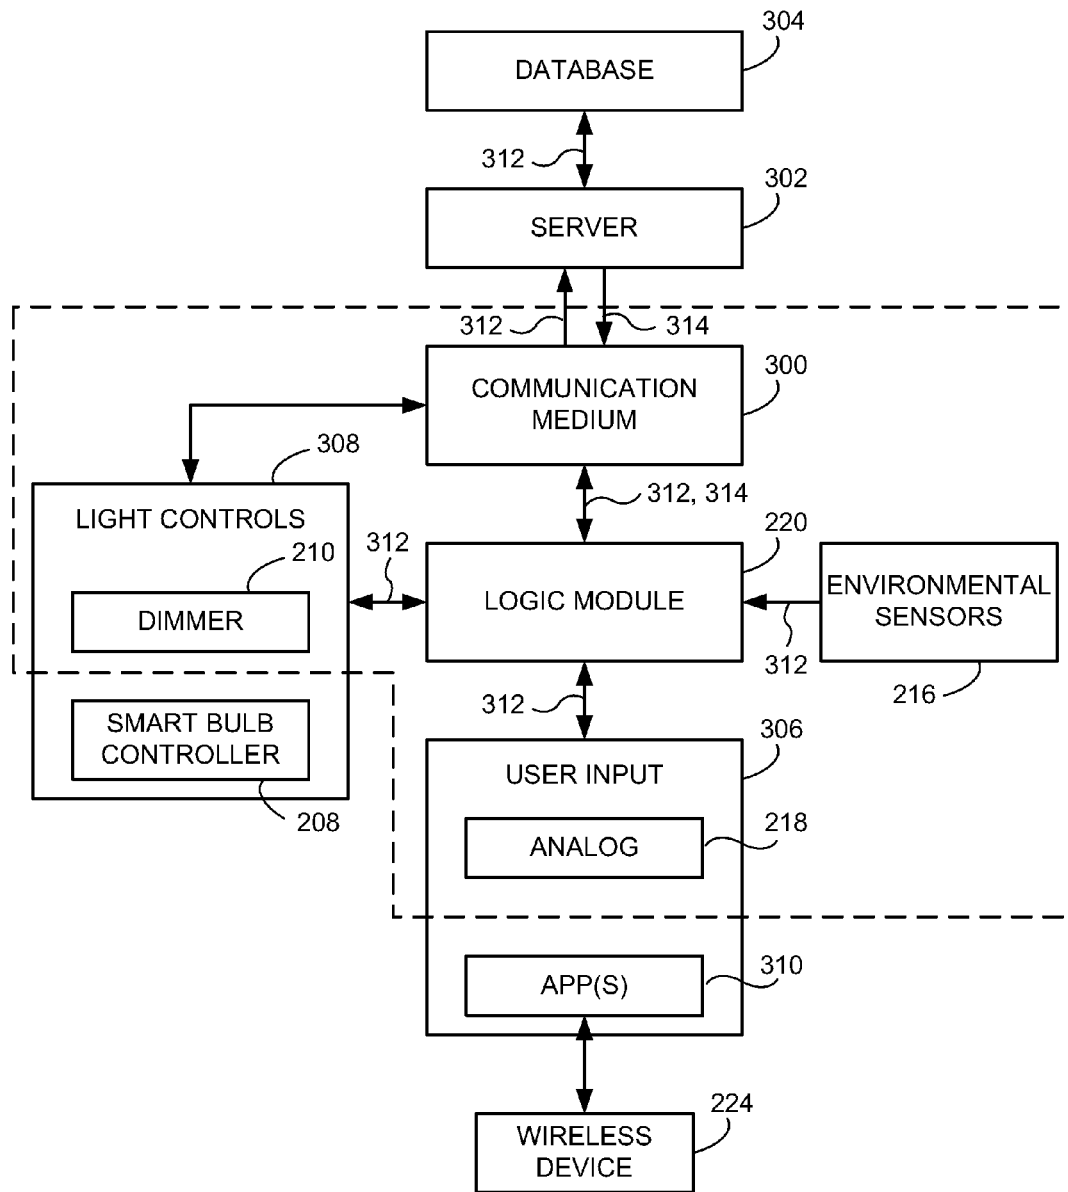 304
DATABASE
312
302
SERVER
312
314
COMMUNICATION
MEDIUM
300
308
312, 314
LIGHT CONTROLS
220
210
312
DIMMER
LOGIC MODULE
ENVIRONMENTAL
SENSORS
312
216
312
SMART BULB
CONTROLLER
208
306
USER INPUT
ANALOG
218
APP(S)
310
WIRELESS
DEVICE
224